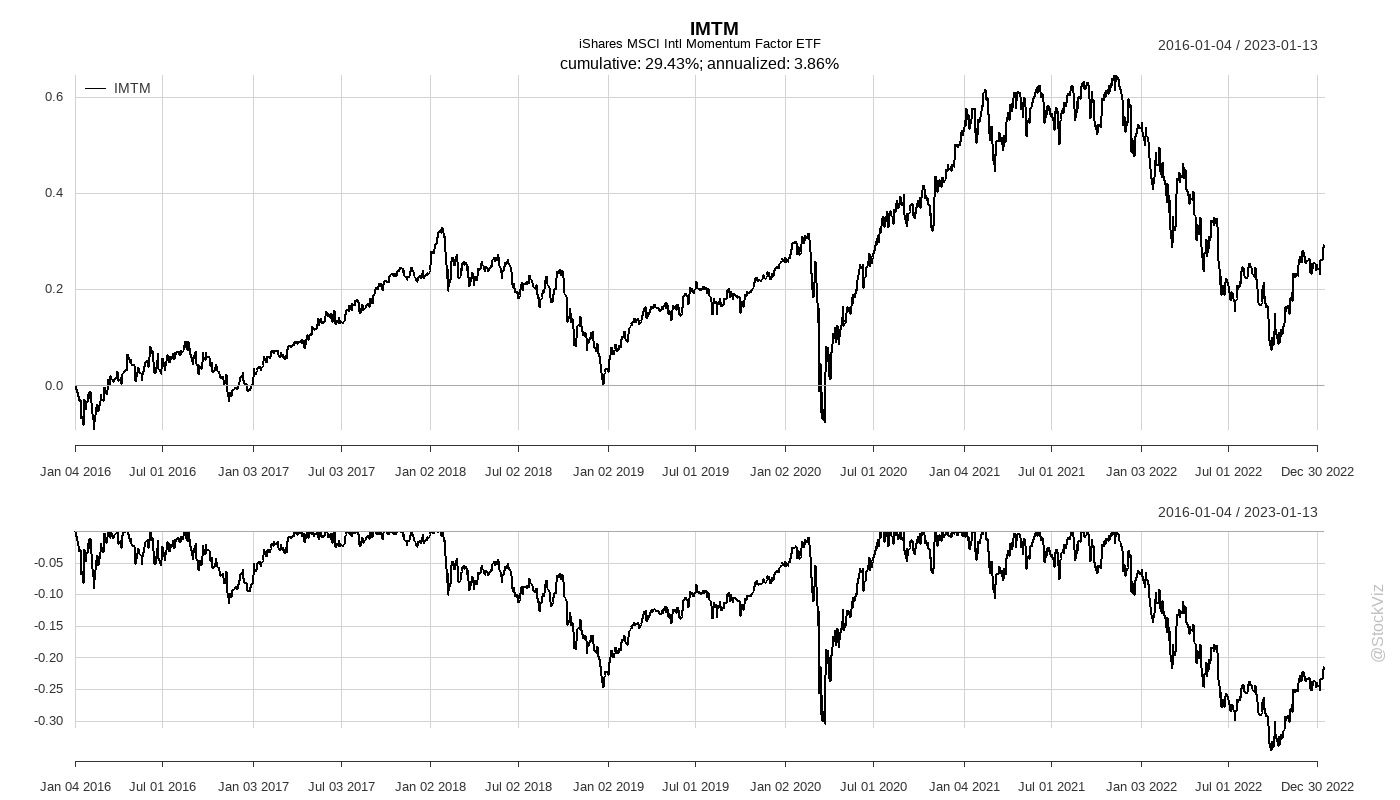 IMTM
iShares MSCI Intl Momentum Factor ETF
2016-01-04 / 2023-01-13
cumulative: 29.43%; annualized: 3.86%
IMTM
0.6
0.4
0.2
0.0
Jan 04 2016 Jul 01 2016 Jan 03 2017 Jul 03 2017 Jan 02 2018 Jul 02 2018 Jan 02 2019 Jul 01 2019 Jan 02 2020 Jul 01 2020 Jan 04 2021 Jul 01 2021 Jan 03 2022 Jul 01 2022 Dec 30 2022
2016-01-04 / 2023-01-13
-0.05
-0.10
-0.15
-0.20
-0.25
-0.30
Jan 04 2016 Jul 01 2016 Jan 03 2017 Jul 03 2017 Jan 02 2018 Jul 02 2018 Jan 02 2019 Jul 01 2019 Jan 02 2020 Jul 01 2020 Jan 04 2021 Jul 01 2021 Jan 03 2022 Jul 01 2022 Dec 30 2022
@StockViz